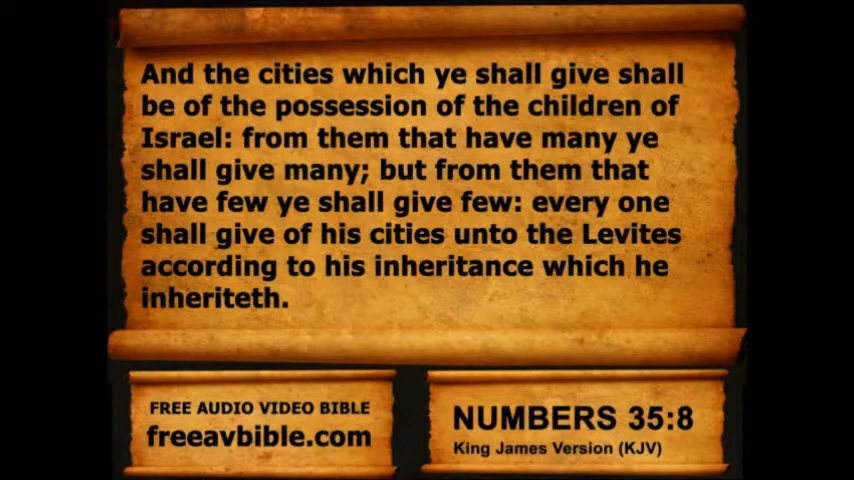 And the cities which ye shall give shall
be of the possession of the children of
Israel: from them that have many ye
shall give many; but from them that
have few ye shall give few: every one
shall give of his cities unto the Levites
according to his inheritance which he
inheriteth.
FREE AUDIO VIDEO BIBLE
freeavbible.com
NUMBERS 35:8
King James Version (KJV)